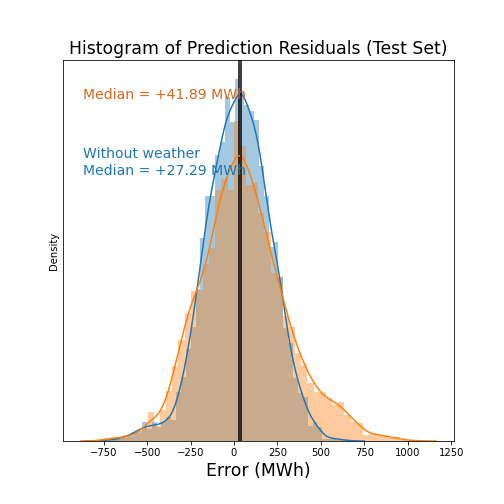 Histogram of Prediction Residuals (Test Set)
Median = +41.89 MWh
Without weather
Median = +27.29 MWh
Density
−750 −500 −250 0 250 500 750 1000 1250
Error (MWh)